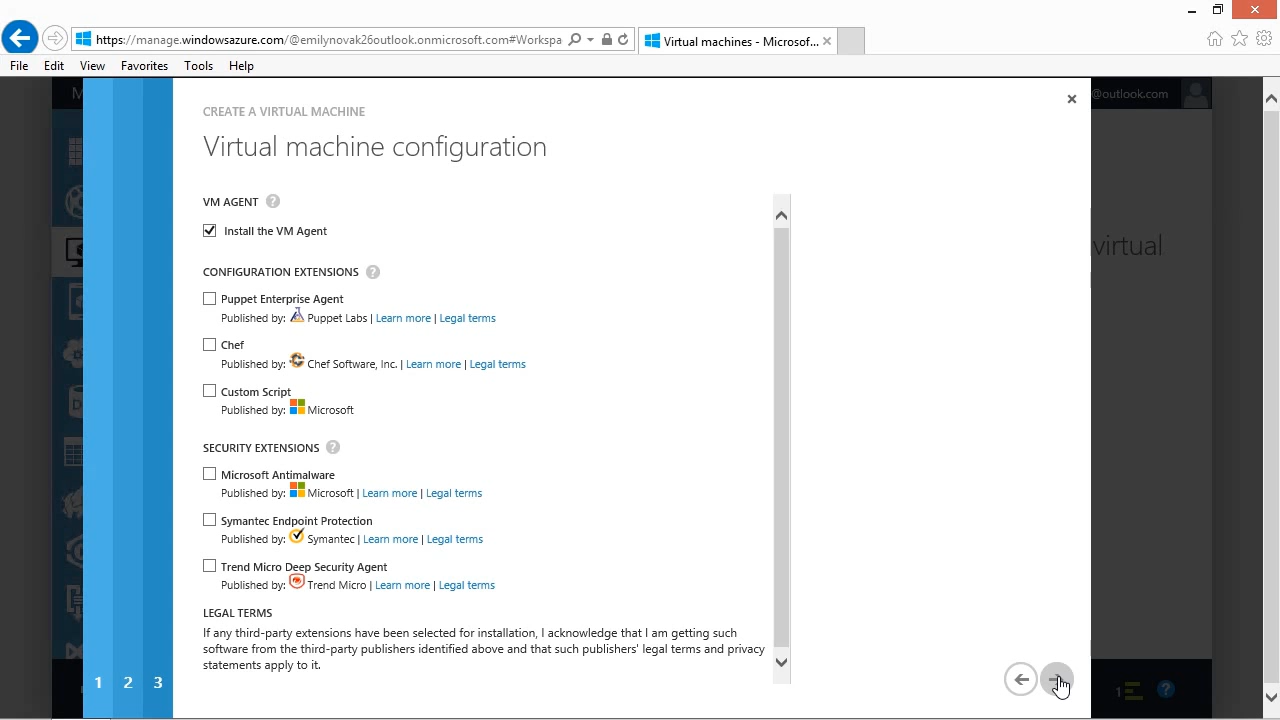 https://manage.windowsazure.com/@emilynovak26outlook.onmicrosoft.com#Workspa
Virtual machines - Microsof...
File Edit View Favorites Tools Help
M
@outlook.com
CREATE A VIRTUAL MACHINE
Virtual machine configuration
VM AGENT ?
Install the VM Agent
virtual
CONFIGURATION EXTENSIONS ?
Puppet Enterprise Agent
Published by: Puppet Labs | Learn more | Legal terms
Chef
Published by: Chef Software, Inc. | Learn more | Legal terms
Custom Script
Published by: Microsoft
SECURITY EXTENSIONS ?
Microsoft Antimalware
Published by: Microsoft | Learn more | Legal terms
Symantec Endpoint Protection
Published by: Symantec | Learn more | Legal terms
Trend Micro Deep Security Agent
Published by: Trend Micro | Learn more | Legal terms
LEGAL TERMS
If any third-party extensions have been selected for installation, I acknowledge that I am getting such
software from the third-party publishers identified above and that such publishers' legal terms and privacy
statements apply to it.
1 2 3
1 ?